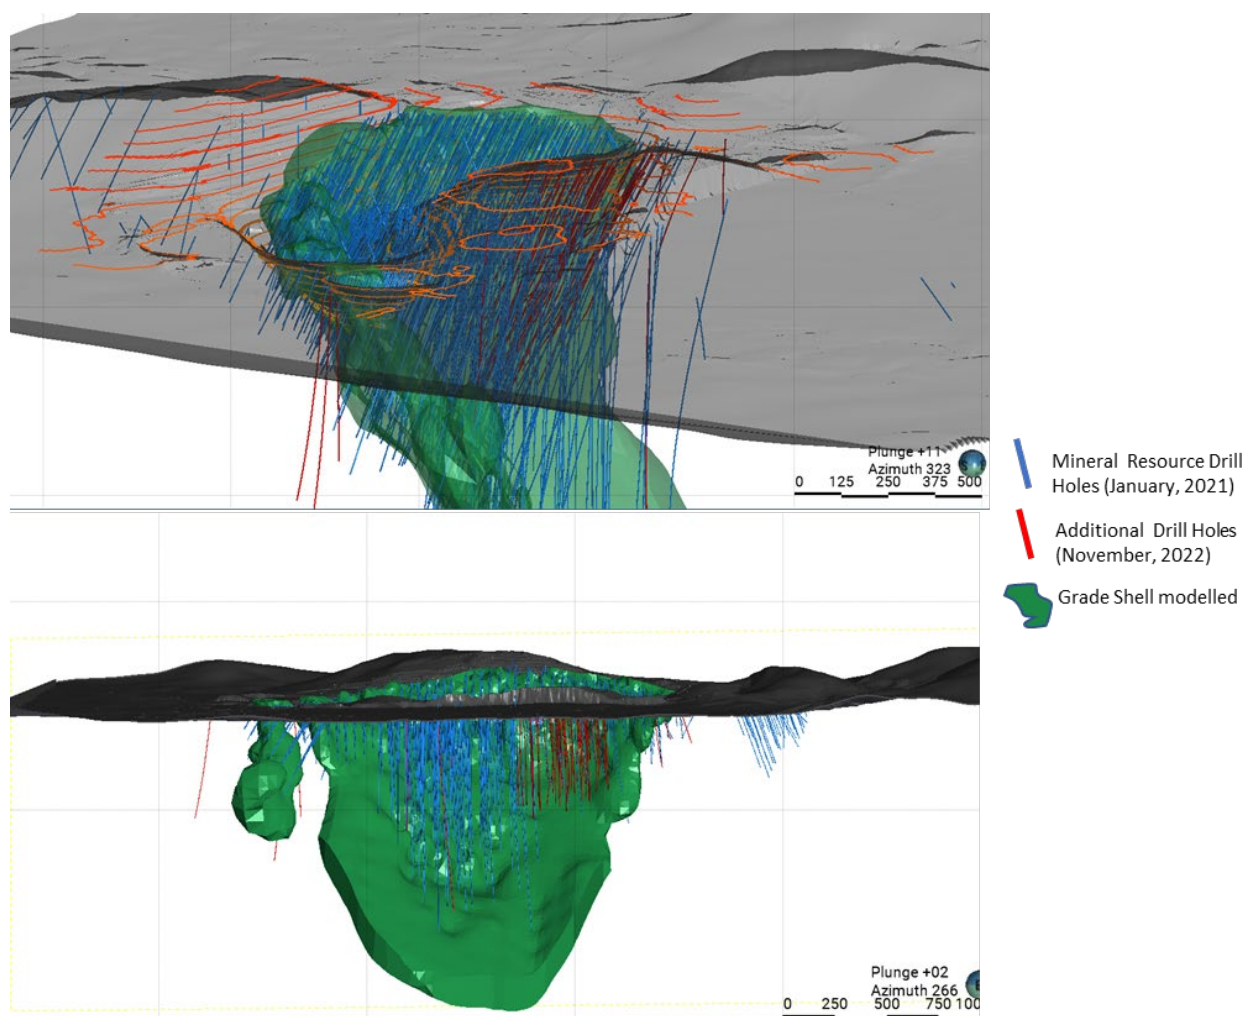 Plunge +11
Azimuth 323
0 125 250 375 500
Mineral Resource Drill
Holes (January, 2021)
Additional Drill Holes
(November, 2022)
Grade Shell modelled
Plunge +02
Azimuth 266
0 250 500 750 100